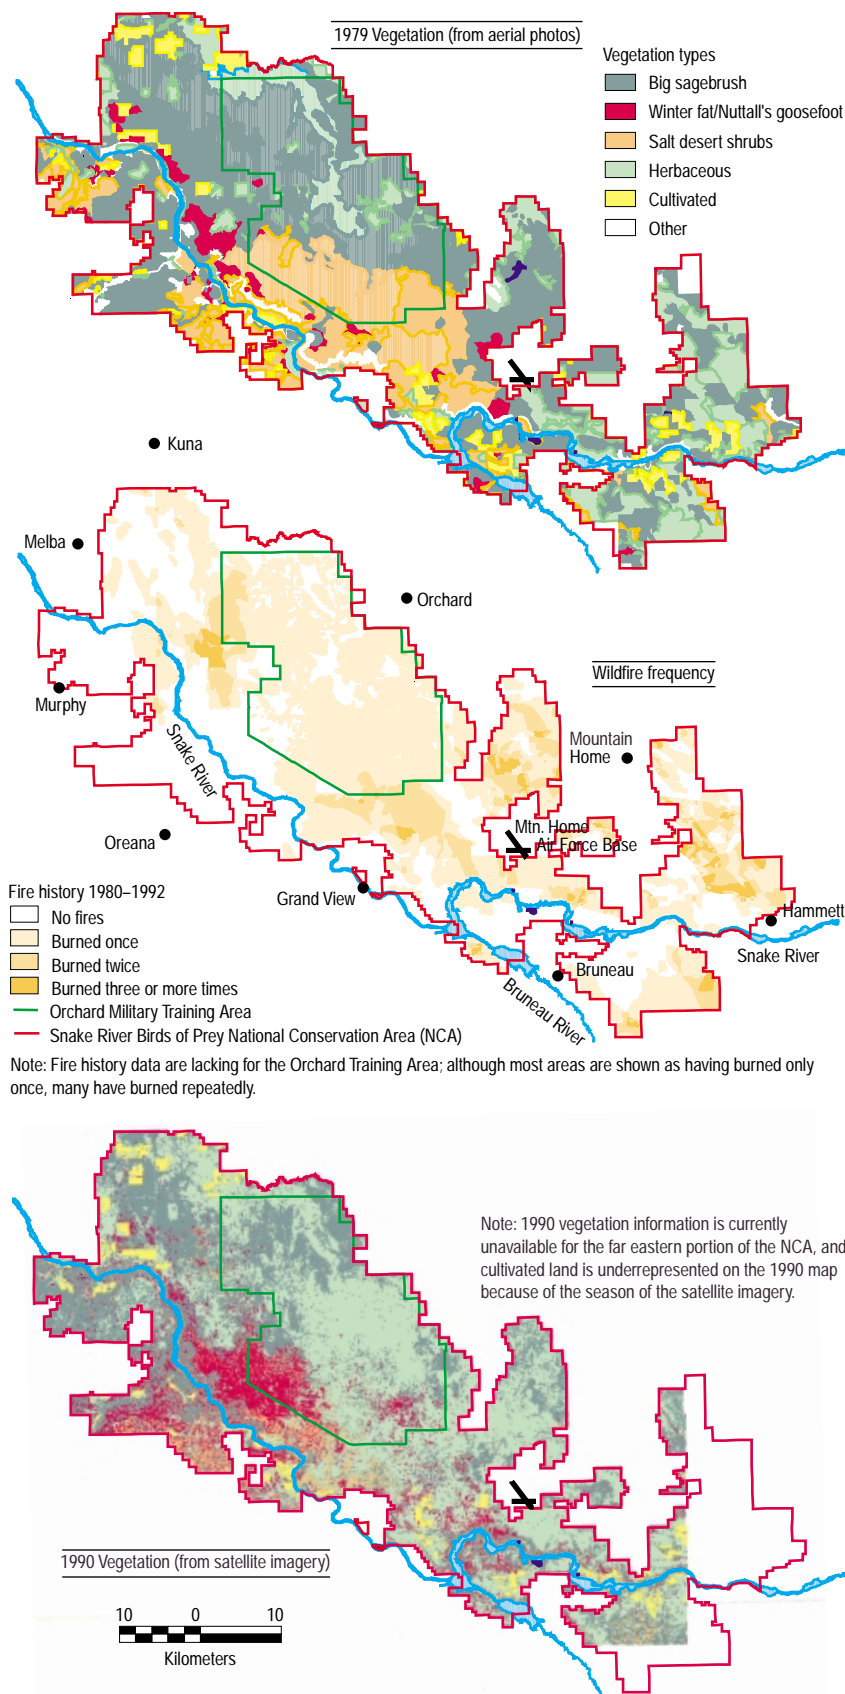 1979 Vegetation (from aerial photos)
Vegetation types
Big sagebrush
Winter fat/Nuttall's goosefoot
Salt desert shrubs
Herbaceous
Cultivated
Other
Kuna
Melba
Orchard
Wildfire frequency
Murphy
Snake River
Mountain
Home
Oreana
Mtn. Home
Air Force Base
Grand View
Hammett
Snake River
Bruneau
Bruneau River
Fire history 1980–1992
No fires
Burned once
Burned twice
Burned three or more times
Orchard Military Training Area
Snake River Birds of Prey National Conservation Area (NCA)
Note: Fire history data are lacking for the Orchard Training Area; although most areas are shown as having burned only
once, many have burned repeatedly.
Note: 1990 vegetation information is currently
unavailable for the far eastern portion of the NCA, and
cultivated land is underrepresented on the 1990 map
because of the season of the satellite imagery.
1990 Vegetation (from satellite imagery)
10 0 10
Kilometers